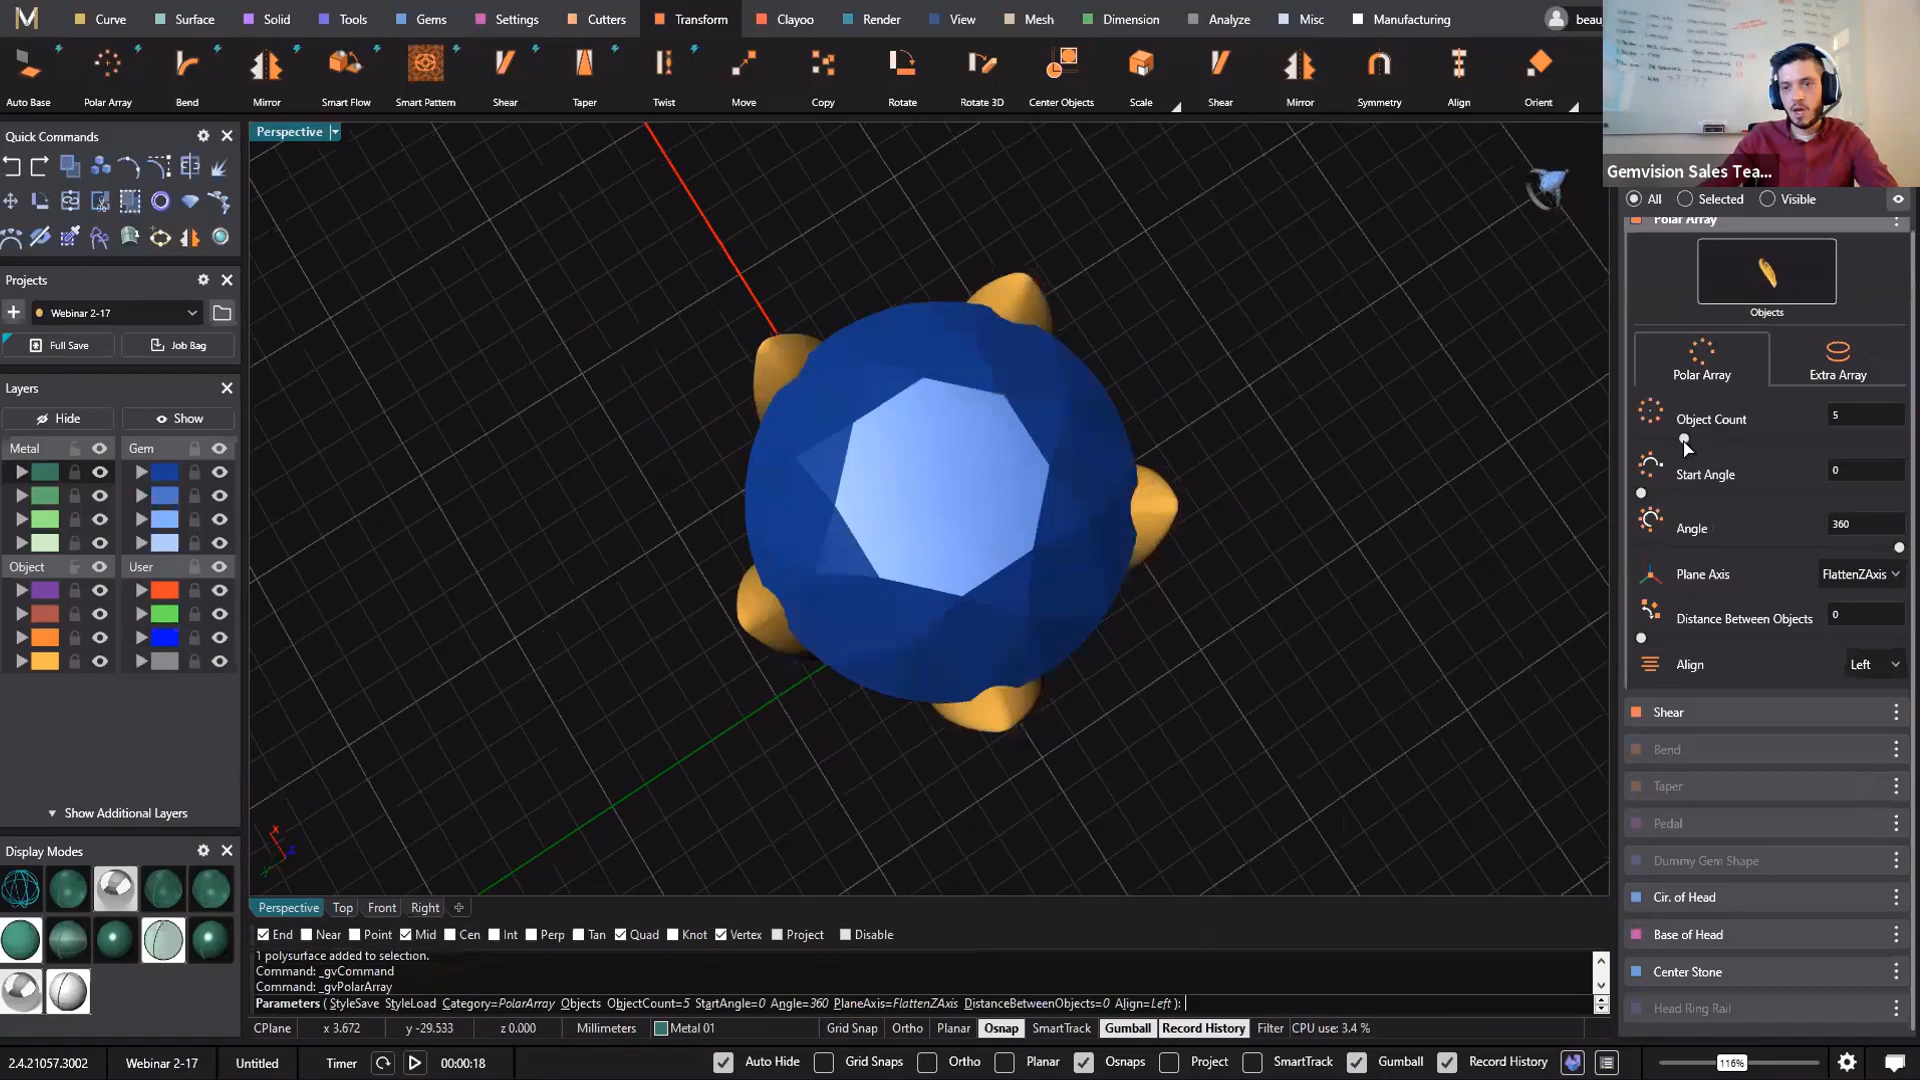 Curve Surface Solid Tools Gems Settings Cutters Transform Clayoo Render View Mesh Dimension Analyze Misc Manufacturing beau
Auto Base Polar Array Bend Mirror Smart Flow Smart Pattern Shear Taper Twist Move Copy Rotate Rotate 3D Center Objects Scale Shear Mirror Symmetry Align Orient
Gemvision Sales Tea...
Quick Commands
Projects
Webinar 2-17
Full Save Job Bag
Layers
Hide Show
Metal Gem
Object User
Show Additional Layers
Display Modes
Perspective
Perspective Top Front Right
End Near Point Mid Cen Int Perp Tan Quad Knot Vertex Project Disable
1 polysurface added to selection.
Command: _gvCommand
Command: _gvPolarArray
Parameters ( StyleSave StyleLoad Category=PolarArray Objects ObjectCount=5 StartAngle=0 Angle=360 PlaneAxis=FlattenZAxis DistanceBetweenObjects=0 Align=Left ):
CPlane x 3.672 y -29.533 z 0.000 Millimeters Metal 01 Grid Snap Ortho Planar Osnap SmartTrack Gumball Record History Filter CPU use: 3.4 %
2.4.21057.3002 Webinar 2-17 Untitled Timer 00:00:18 Auto Hide Grid Snaps Ortho Planar Osnaps Project SmartTrack Gumball Record History 116%
All Selected Visible
Polar Array
Objects
Polar Array Extra Array
Object Count 5
Start Angle 0
Angle 360
Plane Axis FlattenZAxis
Distance Between Objects 0
Align Left
Shear
Bend
Taper
Pedal
Dummy Gem Shape
Cir. of Head
Base of Head
Center Stone
Head Ring Rail